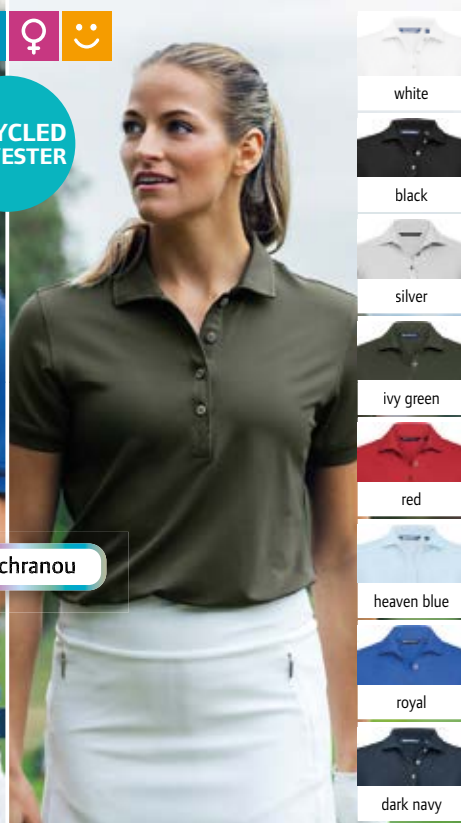 YCLED
ESTER
chranou
white
black
silver
ivy green
red
heaven blue
royal
dark navy